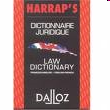 HARRAP'S
DICTIONNAIRE
JURIDIQUE
LAW
DICTIONARY
DALLOZ